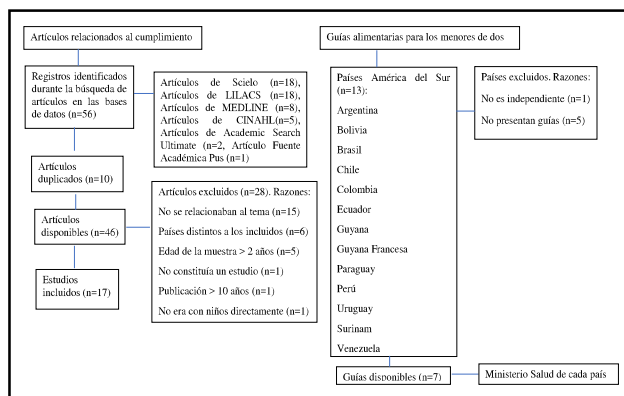 Artículos relacionados al cumplimiento
Registros identificados
durante la búsqueda de
artículos en las bases
de datos (n=56)
Artículos de Scielo (n=18),
Artículos de LILACS (n=18),
Artículos de MEDLINE (n=8),
Artículos de CINAHL(n=5),
Artículos de Academic Search
Ultimate (n=2, Artículo Fuente
Académica Pus (n=1)
Artículos
duplicados (n=10)
Artículos
disponibles (n=46)
Artículos excluidos (n=28). Razones:
No se relacionaban al tema (n=15)
Países distintos a los incluidos (n=6)
Edad de la muestra > 2 años (n=5)
No constituía un estudio (n=1)
Publicación > 10 años (n=1)
No era con niños directamente (n=1)
Estudios
incluidos (n=17)
Guías alimentarias para los menores de dos
Países América del Sur
(n=13):
Argentina
Bolivia
Brasil
Chile
Colombia
Ecuador
Guyana
Guyana Francesa
Paraguay
Perú
Uruguay
Surinam
Venezuela
Países excluidos. Razones:
No es independiente (n=1)
No presentan guías (n=5)
Guías disponibles (n=7)
Ministerio Salud de cada país